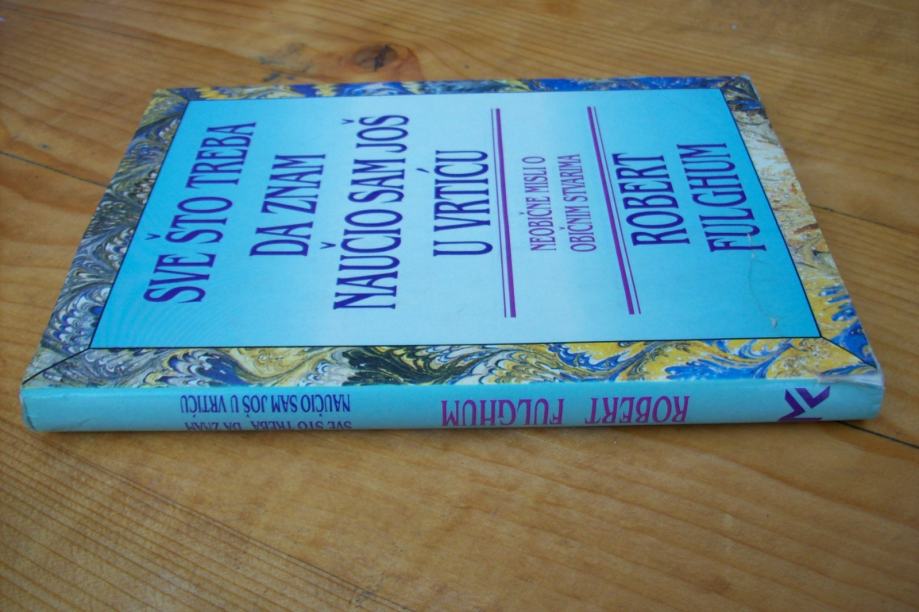 SVE ŠTO TREBA
DA ZNAM
NAUČIO SAM JOŠ
U VRTIĆU
NEOBIČNE MISLI O
OBIČNIM STVARIMA
ROBERT
FULGHUM
SVE ŠTO TREBA DA ZNAM
NAUČIO SAM JOŠ U VRTIĆU
ROBERT FULGHUM